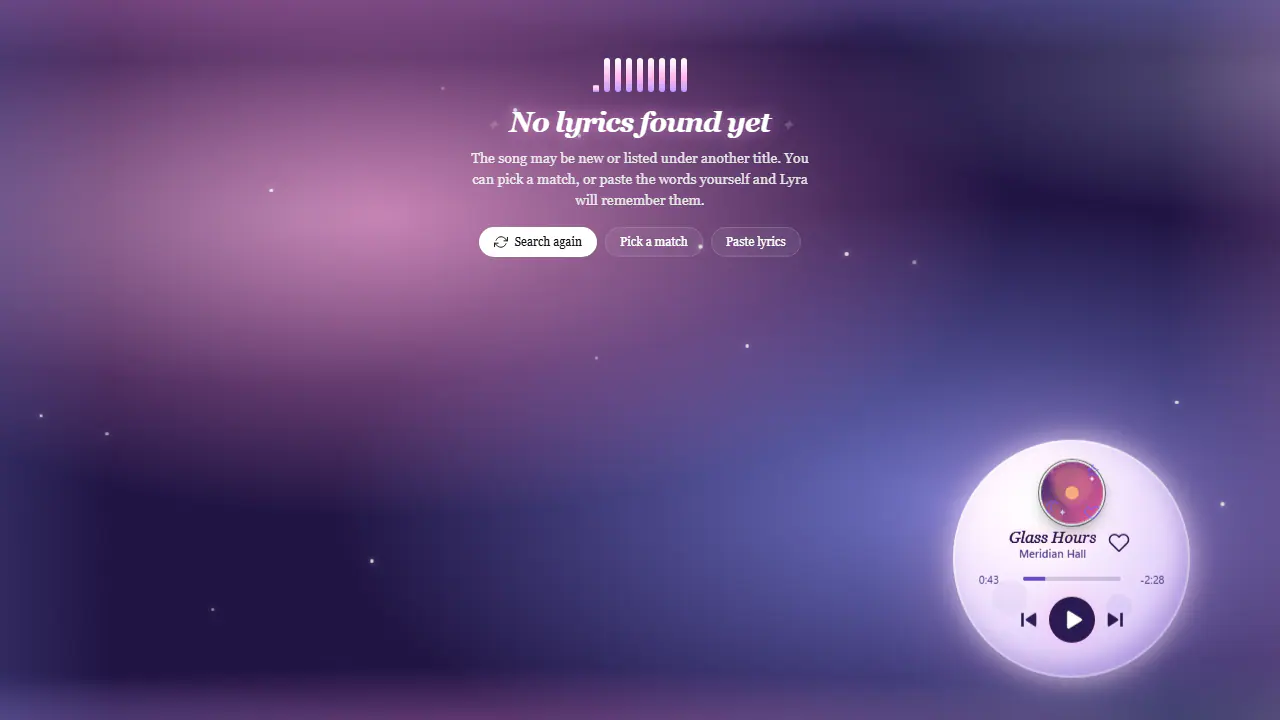 No lyrics found yet
The song may be new or listed under another title. You
can pick a match, or paste the words yourself and Lyra
will remember them.
Search again
Pick a match
Paste lyrics
Glass Hours
Meridian Hall
0:43
-2:28